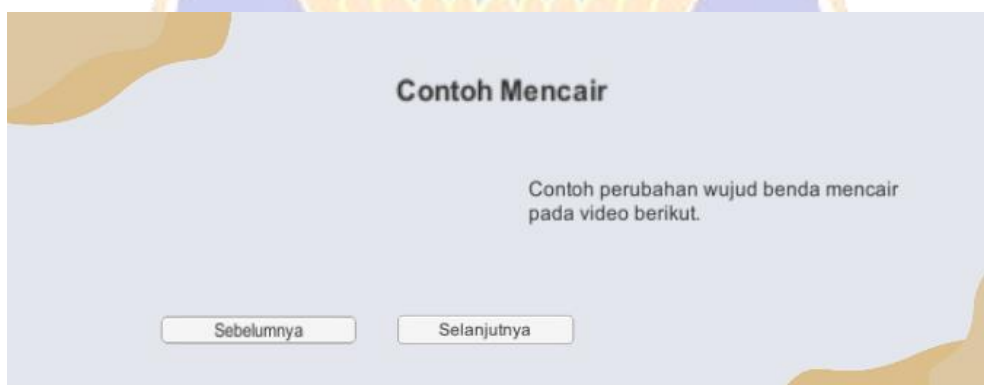 Contoh Mencair
Contoh perubahan wujud benda mencair
pada video berikut.
Sebelumnya
Selanjutnya